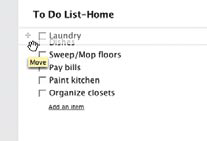 To Do List-Home
Laundry
Dishes
Sweep/Mop floors
Move
Pay bills
Paint kitchen
Organize closets
Add an item